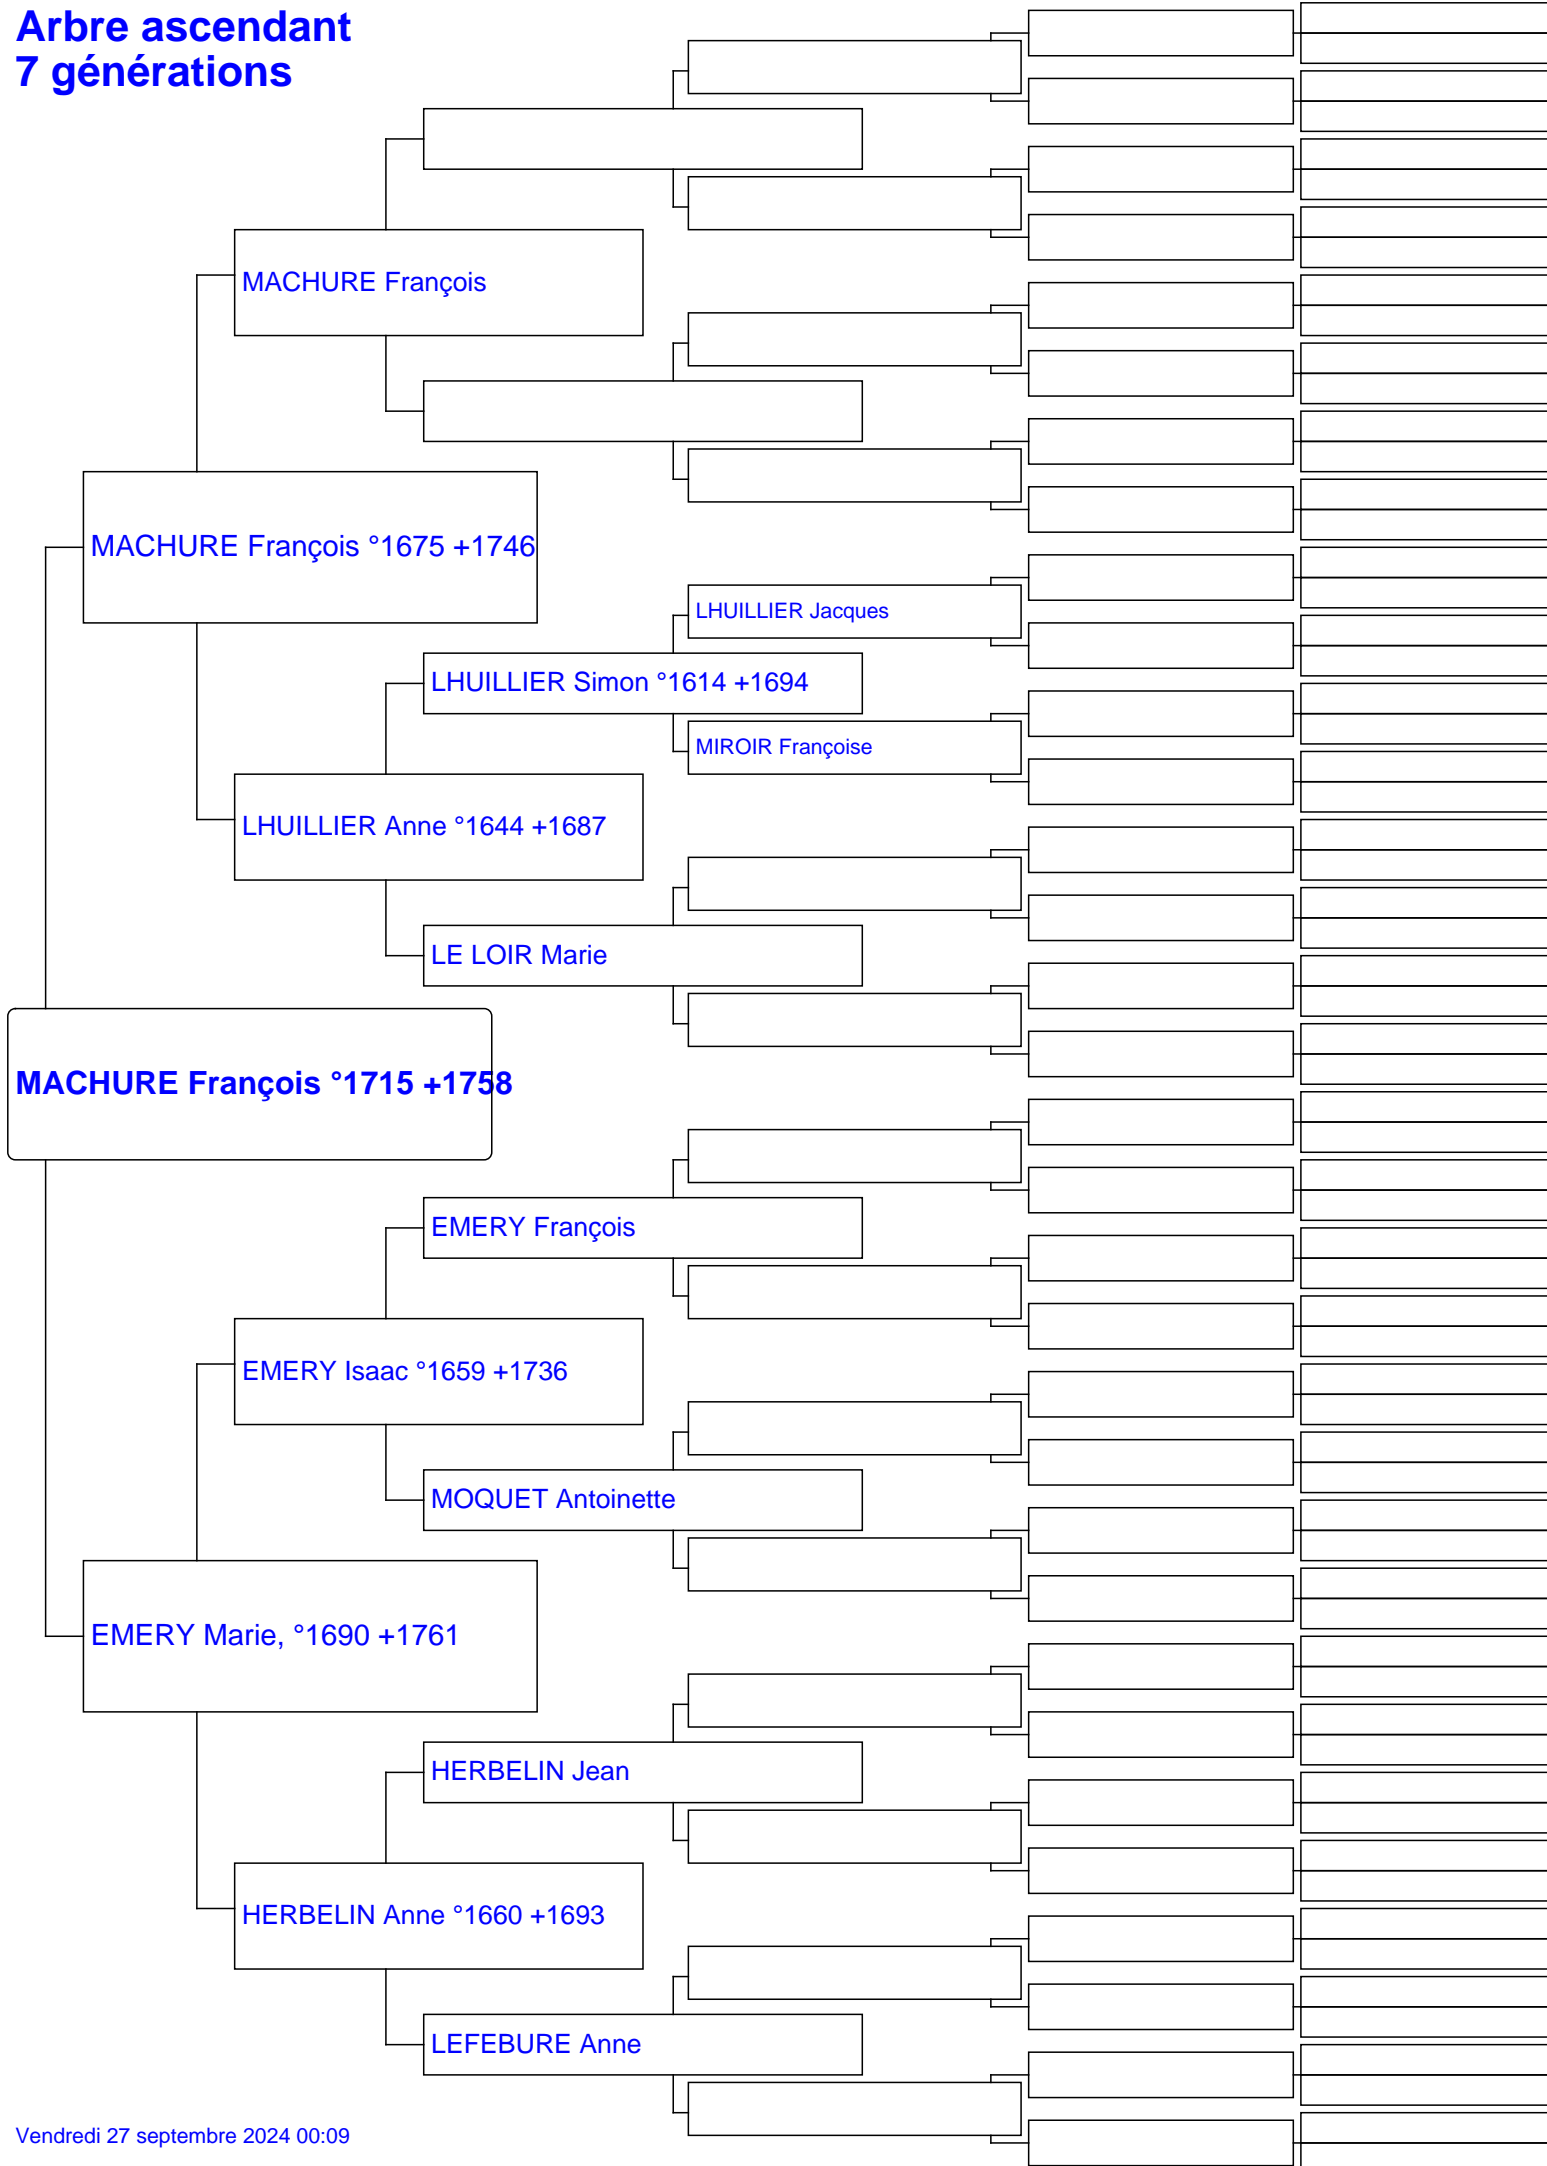 Arbre ascendant
7 générations
MACHURE François
MACHURE François °1675 +1746
LHUILLIER Jacques
LHUILLIER Simon °1614 +1694
MIROIR Françoise
LHUILLIER Anne °1644 +1687
LE LOIR Marie
MACHURE François °1715 +1758
EMERY François
EMERY Isaac °1659 +1736
MOQUET Antoinette
EMERY Marie, °1690 +1761
HERBELIN Jean
HERBELIN Anne °1660 +1693
LEFEBURE Anne
Vendredi 27 septembre 2024 00:09